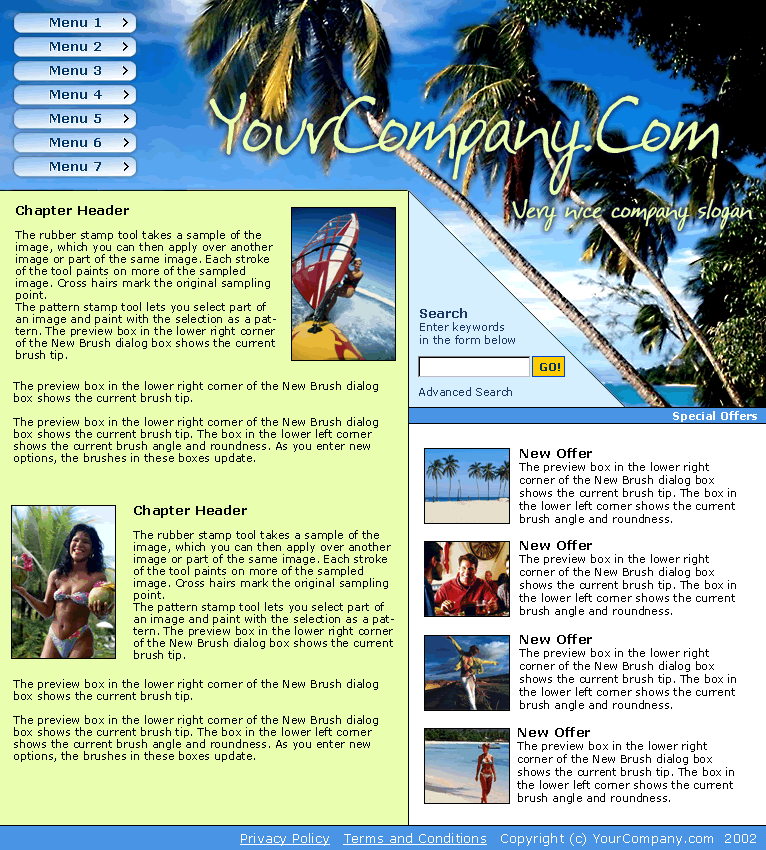 Menu 1
Menu 2
Menu 3
Menu 4
Menu 5
Menu 6
Menu 7
YourCompany.Com
Very nice company slogan
Chapter Header
The rubber stamp tool takes a sample of the
image, which you can then apply over another
image or part of the same image. Each stroke
of the tool paints on more of the sampled
image. Cross hairs mark the original sampling
point.
The pattern stamp tool lets you select part of
an image and paint with the selection as a pat-
tern. The preview box in the lower right corner
of the New Brush dialog box shows the current
brush tip.
The preview box in the lower right corner of the New Brush dialog
box shows the current brush tip.
The preview box in the lower right corner of the New Brush dialog
box shows the current brush tip. The box in the lower left corner
shows the current brush angle and roundness. As you enter new
options, the brushes in these boxes update.
Chapter Header
The rubber stamp tool takes a sample of the
image, which you can then apply over another
image or part of the same image. Each stroke
of the tool paints on more of the sampled
image. Cross hairs mark the original sampling
point.
The pattern stamp tool lets you select part of
an image and paint with the selection as a pat-
tern. The preview box in the lower right corner
of the New Brush dialog box shows the current
brush tip.
The preview box in the lower right corner of the New Brush dialog
box shows the current brush tip.
The preview box in the lower right corner of the New Brush dialog
box shows the current brush tip. The box in the lower left corner
shows the current brush angle and roundness. As you enter new
options, the brushes in these boxes update.
Search
Enter keywords
in the form below
GO!
Advanced Search
Special Offers
New Offer
The preview box in the lower right
corner of the New Brush dialog box
shows the current brush tip. The box in
the lower left corner shows the current
brush angle and roundness.
New Offer
The preview box in the lower right
corner of the New Brush dialog box
shows the current brush tip. The box in
the lower left corner shows the current
brush angle and roundness.
New Offer
The preview box in the lower right
corner of the New Brush dialog box
shows the current brush tip. The box in
the lower left corner shows the current
brush angle and roundness.
New Offer
The preview box in the lower right
corner of the New Brush dialog box
shows the current brush tip. The box in
the lower left corner shows the current
brush angle and roundness.
Privacy Policy Terms and Conditions Copyright (c) YourCompany.com 2002